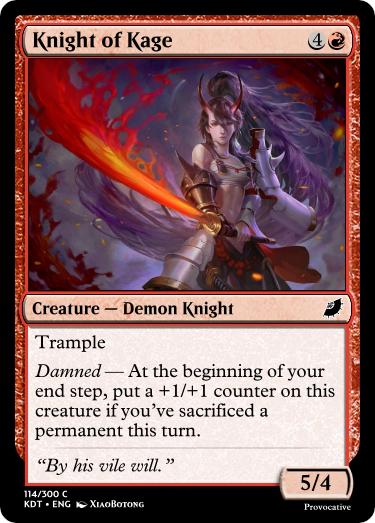 Knight of Kage 4
Creature — Demon Knight
Trample
Damned — At the beginning of your
end step, put a +1/+1 counter on this
creature if you've sacrificed a
permanent this turn.
“By his vile will.”
5/4
114/300 C
KDT • ENG XiaoBotong
Provocative